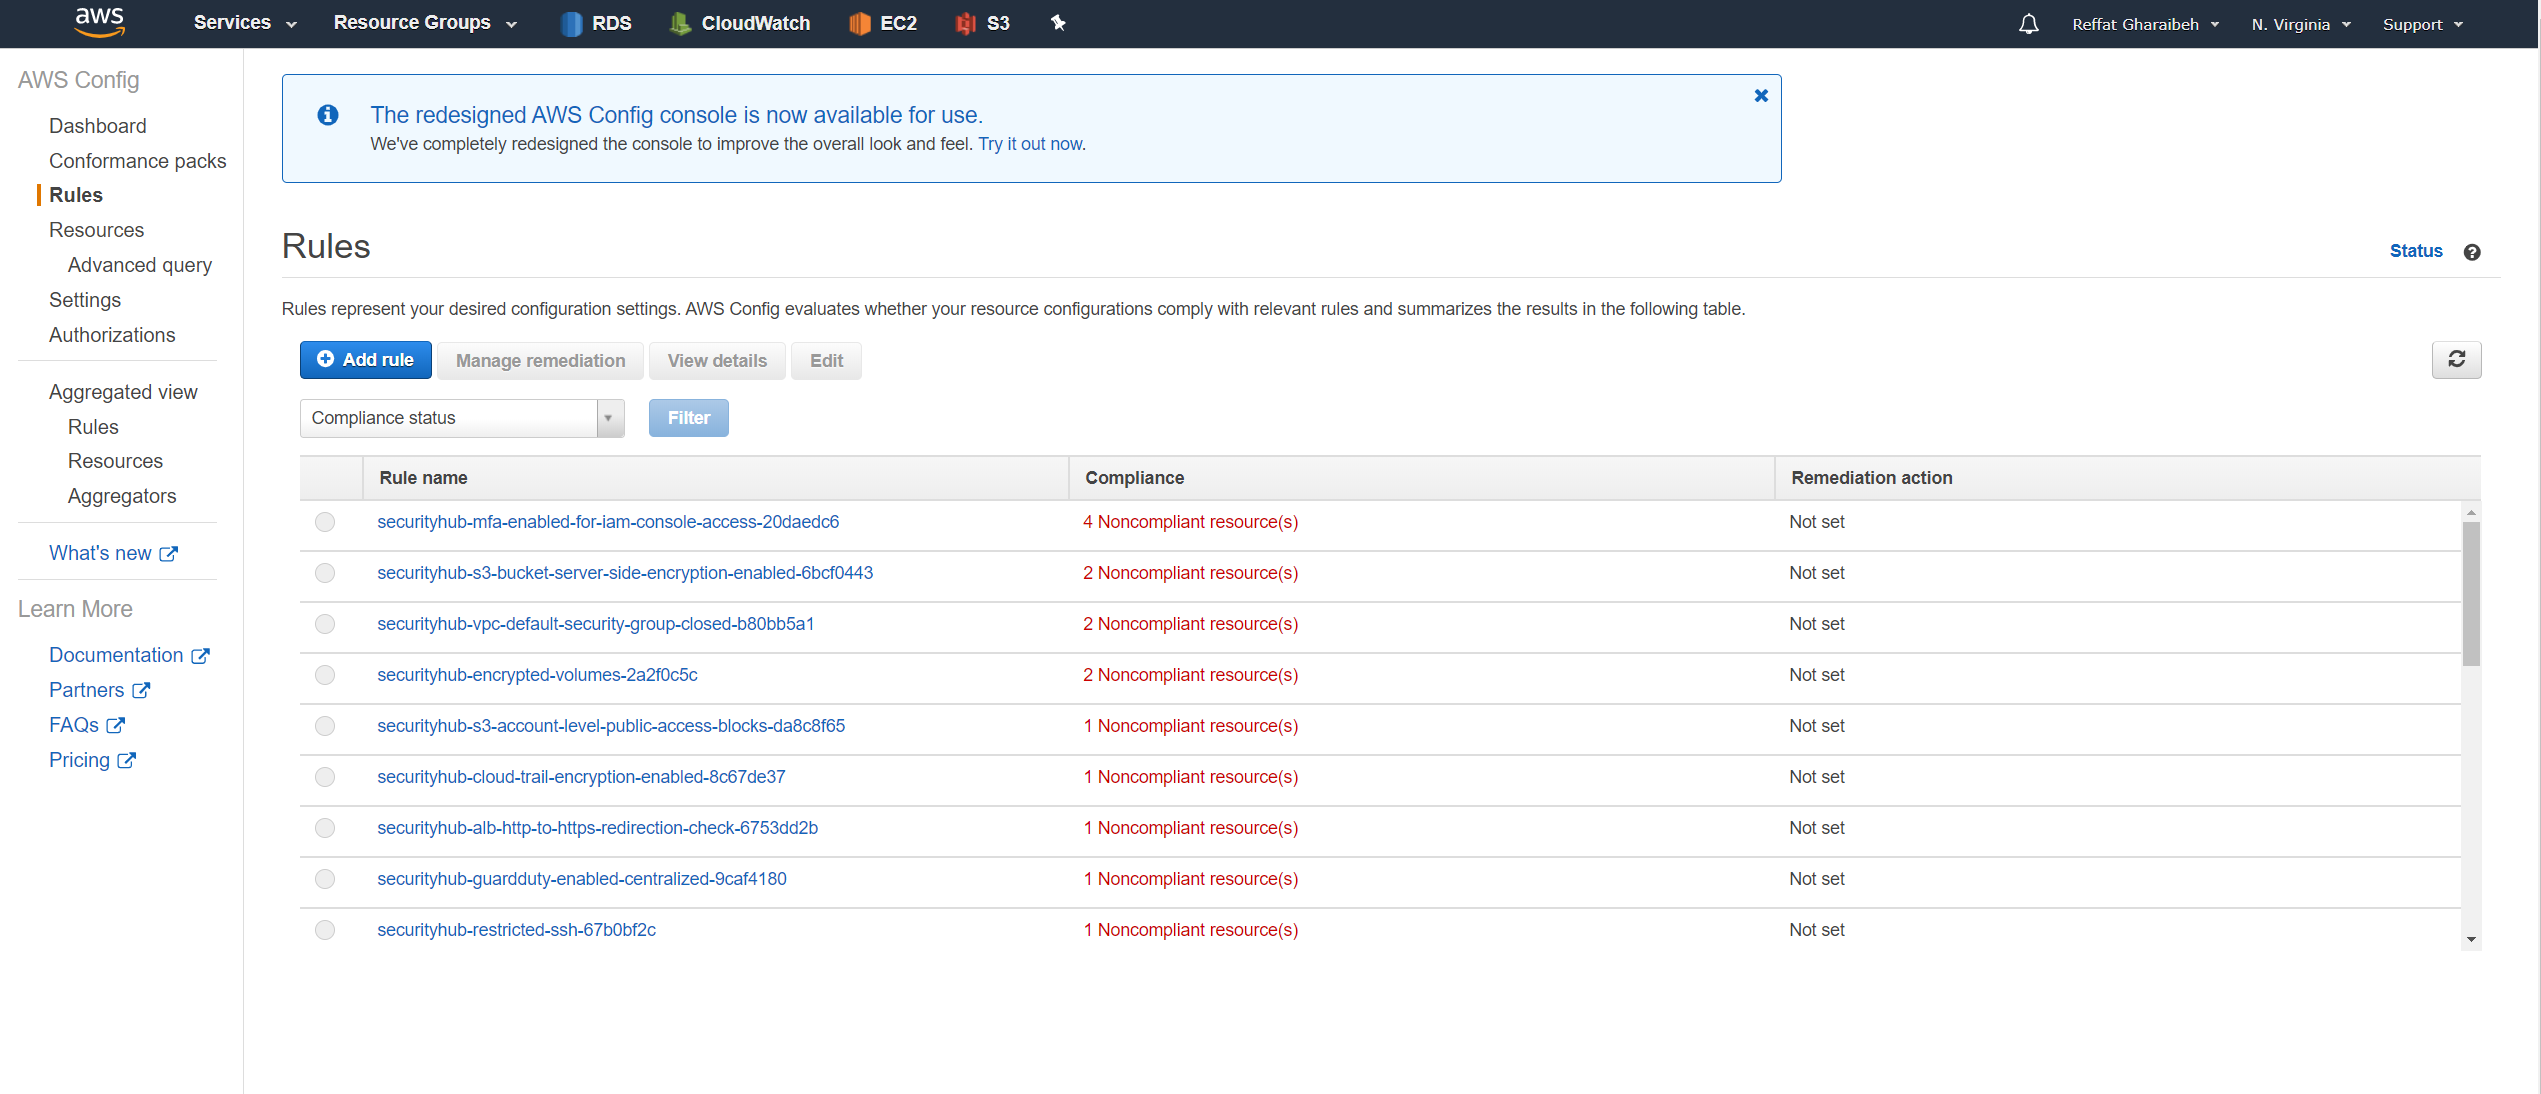 aws Services Resource Groups RDS CloudWatch EC2 S3 Reffat Gharaibeh N. Virginia Support
AWS Config
Dashboard
Conformance packs
Rules
Resources
Advanced query
Settings
Authorizations
Aggregated view
Rules
Resources
Aggregators
What's new
Learn More
Documentation
Partners
FAQs
Pricing
The redesigned AWS Config console is now available for use.
We've completely redesigned the console to improve the overall look and feel. Try it out now.
Rules
Status
Rules represent your desired configuration settings. AWS Config evaluates whether your resource configurations comply with relevant rules and summarizes the results in the following table.
Add rule Manage remediation View details Edit
Compliance status Filter
Rule name Compliance Remediation action
securityhub-mfa-enabled-for-iam-console-access-20daedc6 4 Noncompliant resource(s) Not set
securityhub-s3-bucket-server-side-encryption-enabled-6bcf0443 2 Noncompliant resource(s) Not set
securityhub-vpc-default-security-group-closed-b80bb5a1 2 Noncompliant resource(s) Not set
securityhub-encrypted-volumes-2a2f0c5c 2 Noncompliant resource(s) Not set
securityhub-s3-account-level-public-access-blocks-da8c8f65 1 Noncompliant resource(s) Not set
securityhub-cloud-trail-encryption-enabled-8c67de37 1 Noncompliant resource(s) Not set
securityhub-alb-http-to-https-redirection-check-6753dd2b 1 Noncompliant resource(s) Not set
securityhub-guardduty-enabled-centralized-9caf4180 1 Noncompliant resource(s) Not set
securityhub-restricted-ssh-67b0bf2c 1 Noncompliant resource(s) Not set